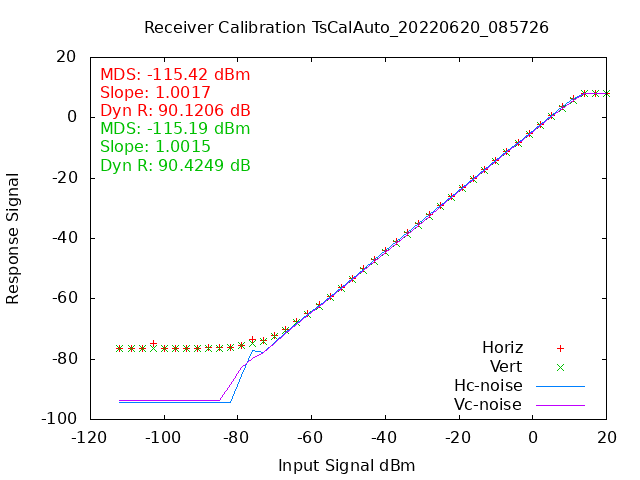 Receiver Calibration TsCalAuto_20220620_085726
20
0
-20
-40
-60
-80
-100
Response Signal
MDS: -115.42 dBm
Slope: 1.0017
Dyn R: 90.1206 dB
MDS: -115.19 dBm
Slope: 1.0015
Dyn R: 90.4249 dB
Horiz
Vert
Hc-noise
Vc-noise
-120 -100 -80 -60 -40 -20 0 20
Input Signal dBm